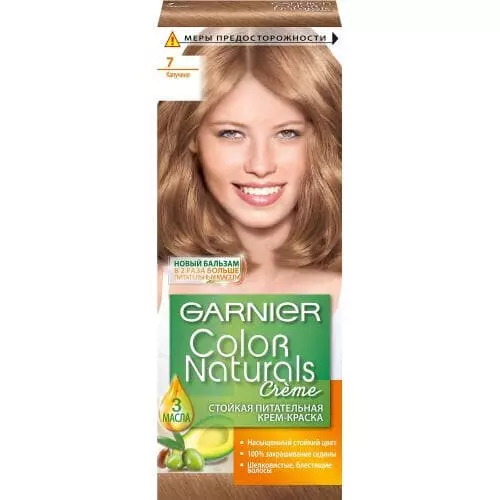 МЕРЫ ПРЕДОСТОРОЖНОСТИ
7
Капучино
НОВЫЙ БАЛЬЗАМ
В 2 РАЗА БОЛЬШЕ
ПИТАТЕЛЬНЫХ МАСЕЛ
GARNIER
Color
Naturals
Crème
СТОЙКАЯ ПИТАТЕЛЬНАЯ
КРЕМ-КРАСКА
3
МАСЛА
• Насыщенный стойкий цвет
• 100% закрашивание седины
• Шелковистые, блестящие
волосы